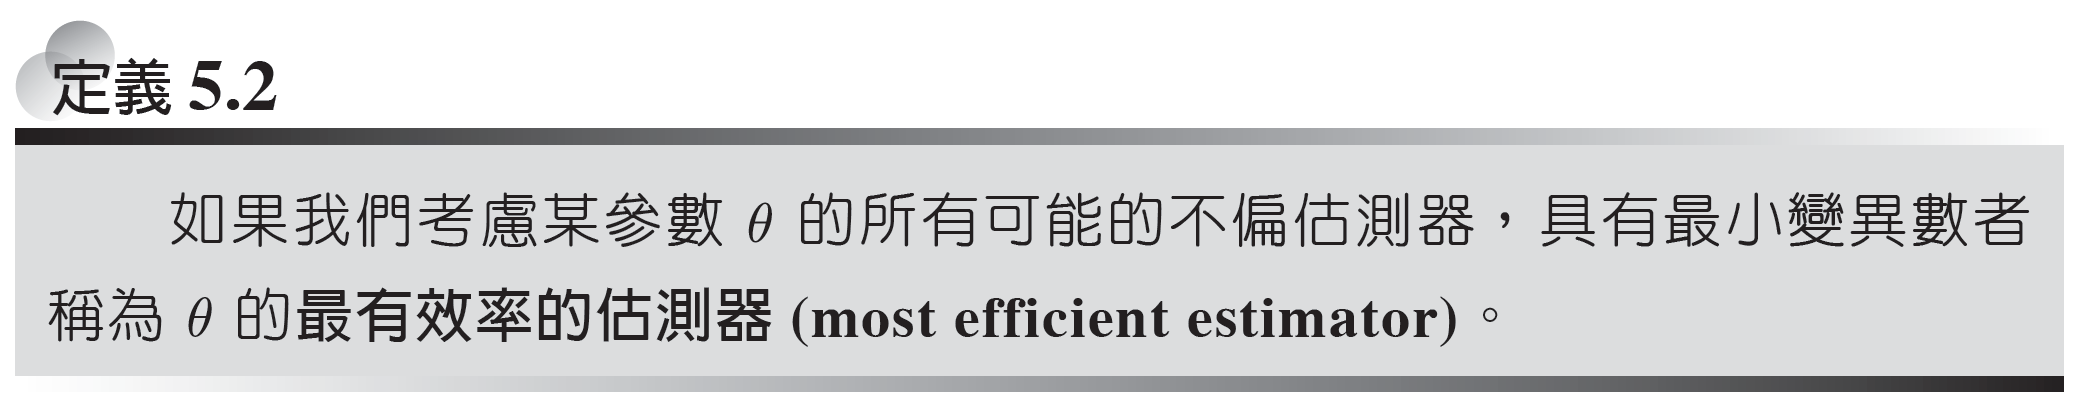 定義 5.2
如果我們考慮某參數 θ 的所有可能的不偏估測器，具有最小變異數者
稱為 θ 的最有效率的估測器 (most efficient estimator)。